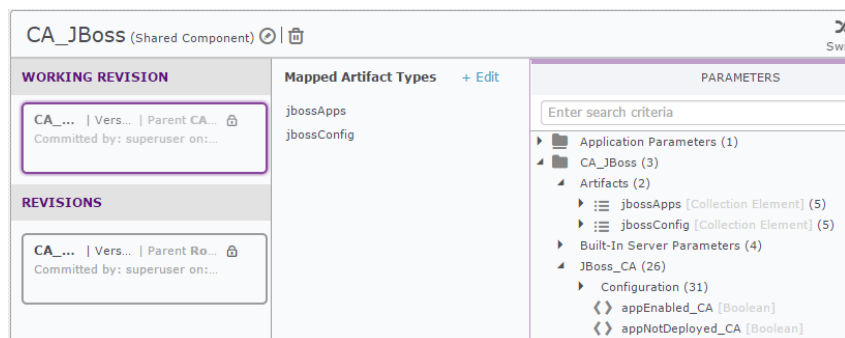 CA_JBoss (Shared Component)
Swi
WORKING REVISION
CA_... | Vers... | Parent CA...
Committed by: superuser on:...
REVISIONS
CA_... | Vers... | Parent Ro...
Committed by: superuser on:...
Mapped Artifact Types + Edit
jbossApps
jbossConfig
PARAMETERS
Enter search criteria
Application Parameters (1)
CA_JBoss (3)
Artifacts (2)
jbossApps [Collection Element] (5)
jbossConfig [Collection Element] (5)
Built-In Server Parameters (4)
JBoss_CA (26)
Configuration (31)
appEnabled_CA [Boolean]
appNotDeployed_CA [Boolean]